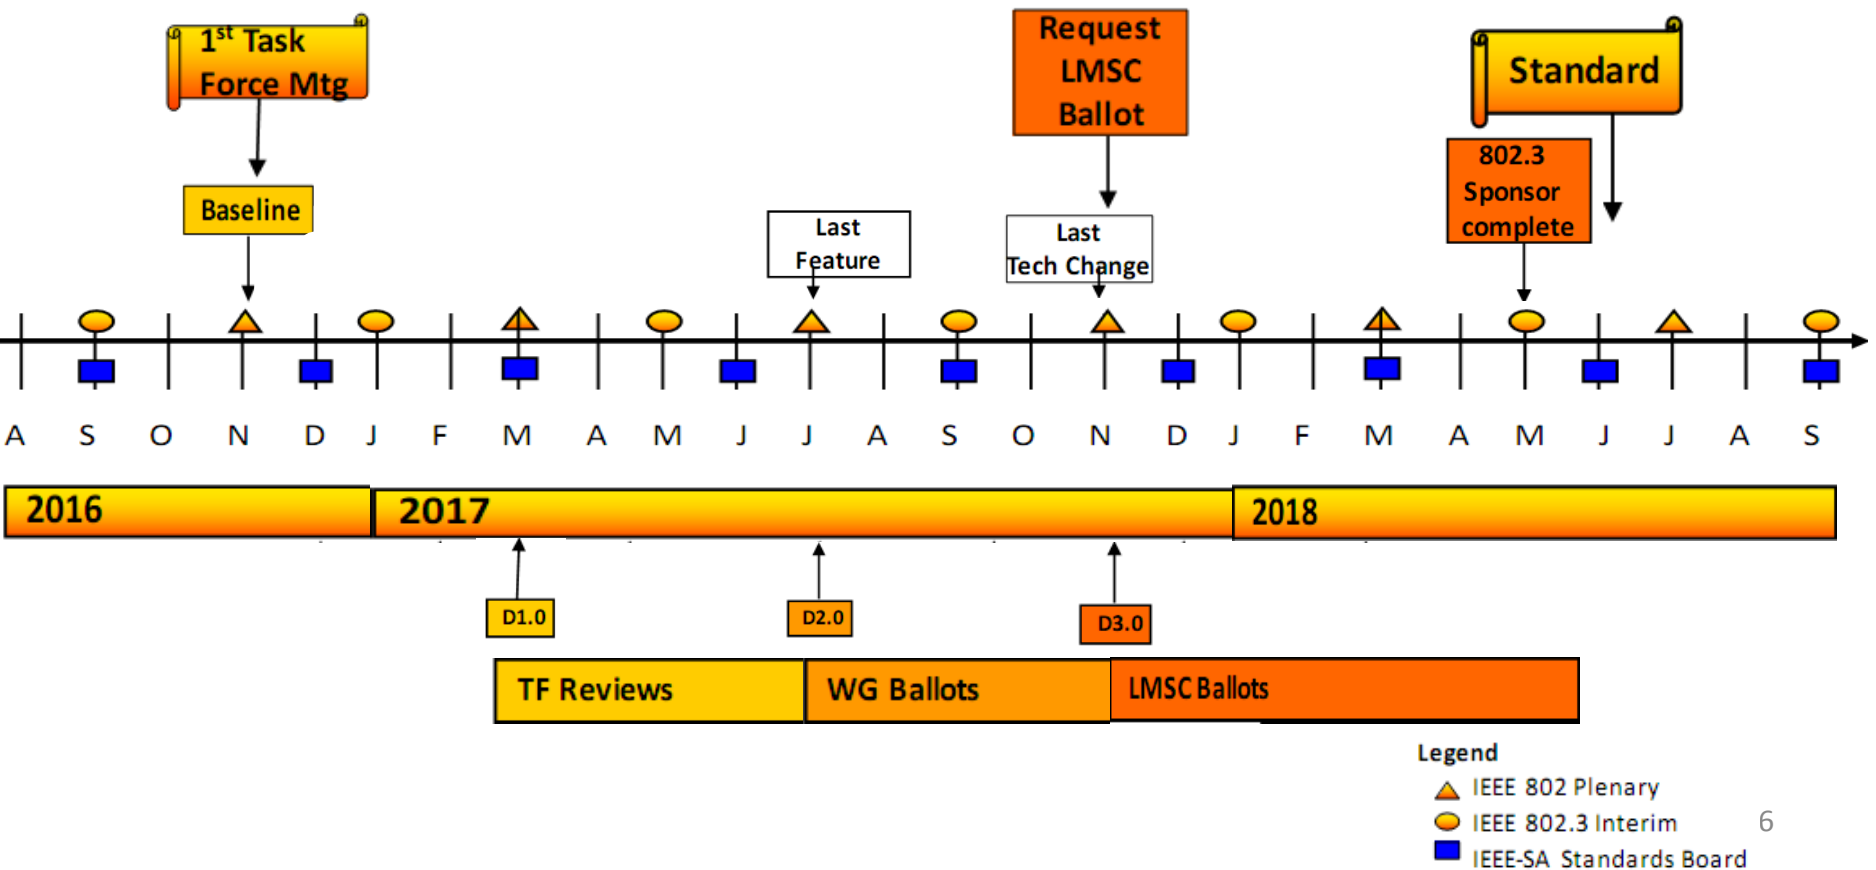 1st Task
Force Mtg
Request
LMSC
Ballot
Standard
802.3
Sponsor
complete
Baseline
Last
Feature
Last
Tech Change
A S O N D J F M A M J J A S O N D J F M A M J J A S
2016 2017 2018
D1.0 D2.0 D3.0
TF Reviews WG Ballots LMSC Ballots
Legend
IEEE 802 Plenary
IEEE 802.3 Interim
6
IEEE-SA Standards Board